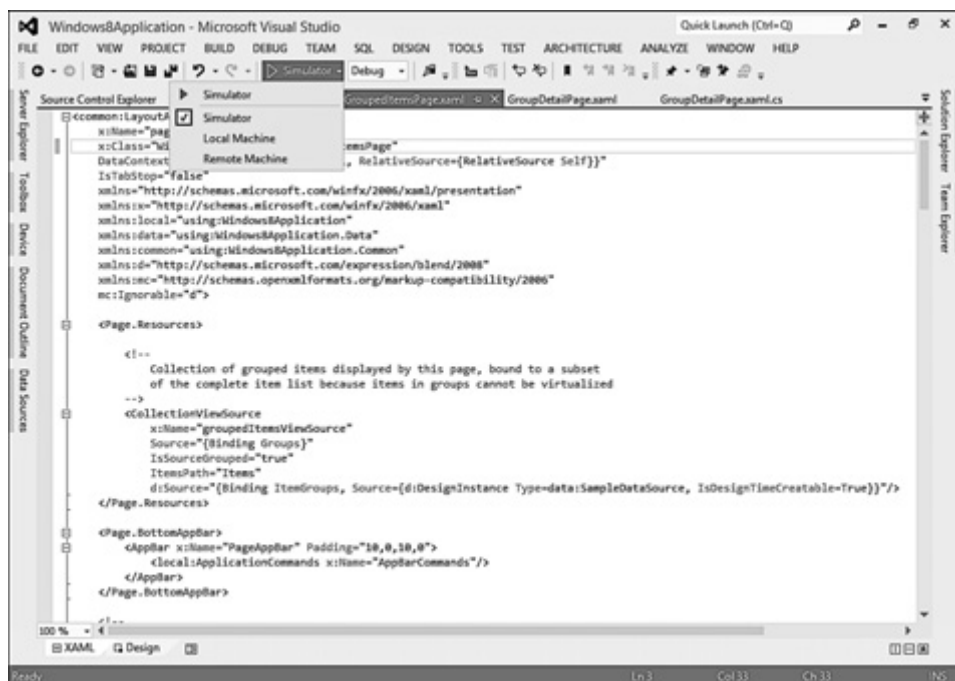 Windows8Application - Microsoft Visual Studio
Quick Launch (Ctrl+Q)
FILE EDIT VIEW PROJECT BUILD DEBUG TEAM SQL DESIGN TOOLS TEST ARCHITECTURE ANALYZE WINDOW HELP
Simulator Debug
Simulator
Simulator
Local Machine
Remote Machine
Source Control Explorer GroupedItemsPage.xaml GroupDetailPage.xaml GroupDetailPage.xaml.cs
Server Explorer
Toolbox
Device
Document Outline
Data Sources
Solution Explorer
Team Explorer
<common:LayoutA
x:Name="pag
x:Class="Wi emsPage"
DataContext , RelativeSource={RelativeSource Self}}"
IsTabStop="false"
xmlns="http://schemas.microsoft.com/winfx/2006/xaml/presentation"
xmlns:x="http://schemas.microsoft.com/winfx/2006/xaml"
xmlns:local="using:Windows8Application"
xmlns:data="using:Windows8Application.Data"
xmlns:common="using:Windows8Application.Common"
xmlns:d="http://schemas.microsoft.com/expression/blend/2008"
xmlns:mc="http://schemas.openxmlformats.org/markup-compatibility/2006"
mc:Ignorable="d">
<Page.Resources>
<!--
Collection of grouped items displayed by this page, bound to a subset
of the complete item list because items in groups cannot be virtualized
-->
<CollectionViewSource
x:Name="groupedItemsViewSource"
Source="{Binding Groups}"
IsSourceGrouped="true"
ItemsPath="Items"
d:Source="{Binding ItemGroups, Source={d:DesignInstance Type=data:SampleDataSource, IsDesignTimeCreatable=True}}"/>
</Page.Resources>
<Page.BottomAppBar>
<AppBar x:Name="PageAppBar" Padding="10,0,10,0">
<local:ApplicationCommands x:Name="AppBarCommands"/>
</AppBar>
</Page.BottomAppBar>
<!--
100 %
XAML Design
Ready Ln 3 Col 33 Ch 33 INS